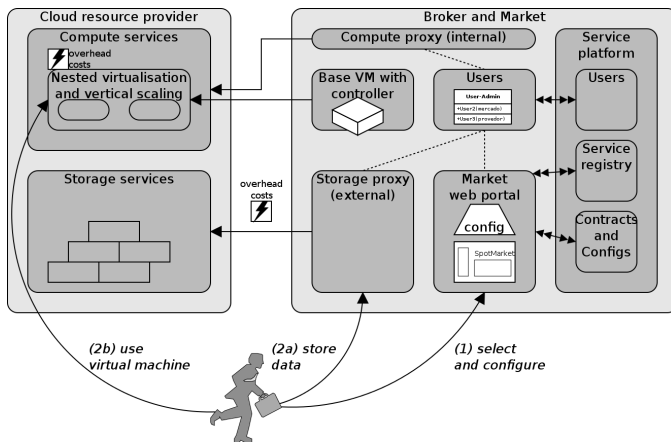 Cloud resource provider
Compute services
overhead
costs
Nested virtualisation
and vertical scaling
Storage services
overhead
costs
Broker and Market
Compute proxy (internal)
Base VM with
controller
Users
User-Admin
+User2(mercado)
+User3(provedor)
Storage proxy
(external)
Market
web portal
config
SpotMarket
Service
platform
Users
Service
registry
Contracts
and
Configs
(2b) use
virtual machine
(2a) store
data
(1) select
and configure